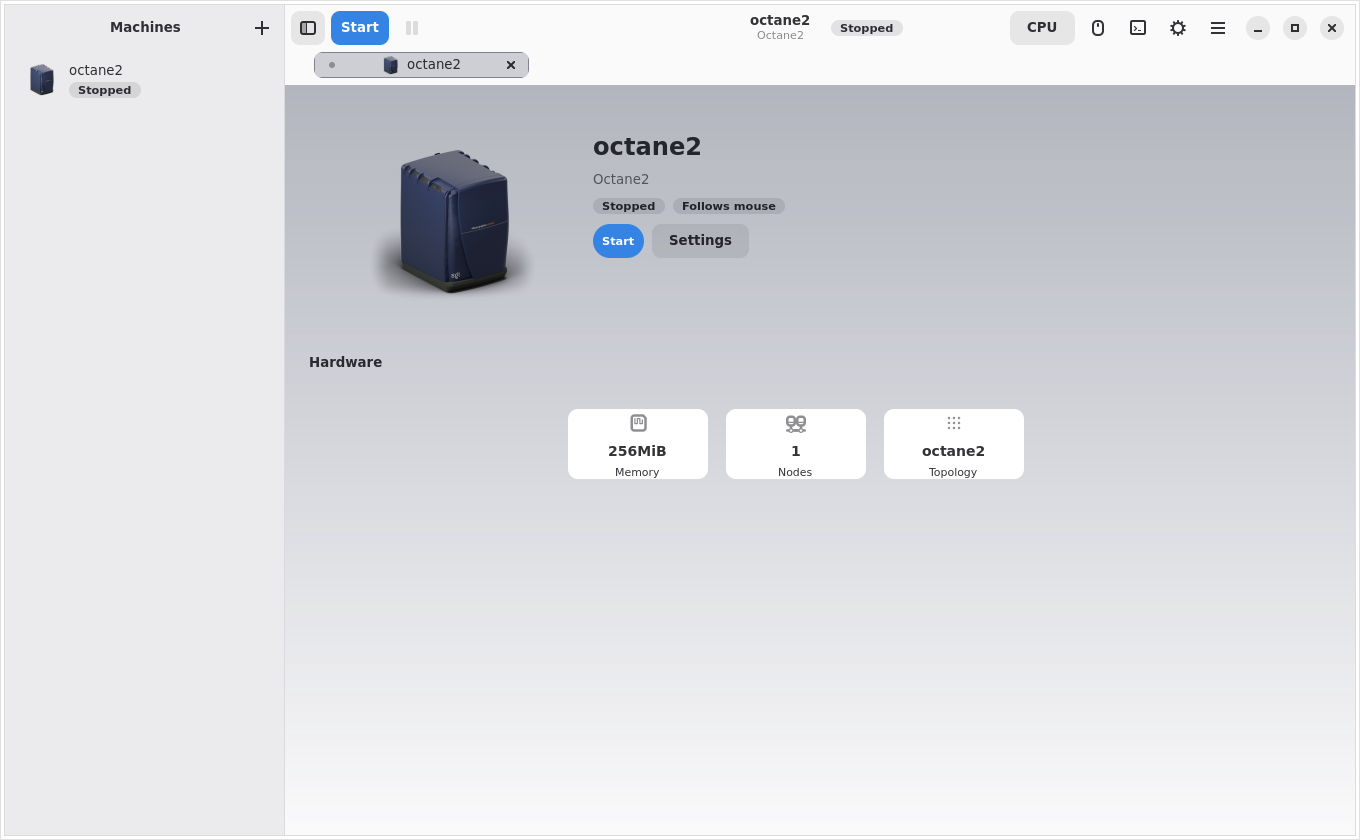 Machines
Start
octane2
Octane2
Stopped
CPU
octane2
Stopped
octane2
octane2
Octane2
Stopped
Follows mouse
Start
Settings
sgi
Hardware
256MiB
Memory
1
Nodes
octane2
Topology